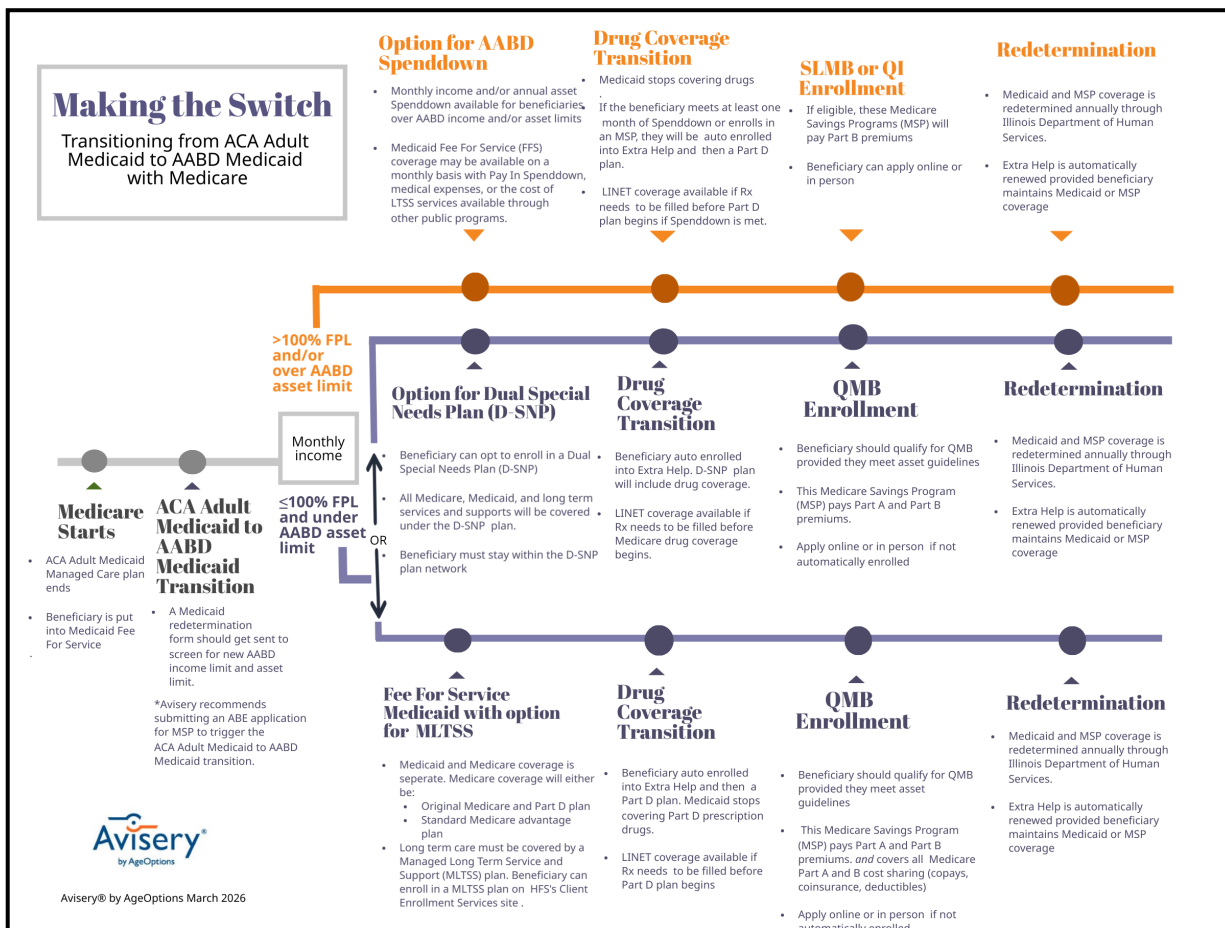 Making the Switch
Transitioning from ACA Adult
Medicaid to AABD Medicaid
with Medicare
Option for AABD
Spenddown
• Monthly income and/or annual asset
Spenddown available for beneficiaries
over AABD income and/or asset limits
• Medicaid Fee For Service (FFS)
coverage may be available on a
monthly basis with Pay In Spenddown,
medical expenses, or the cost of
LTSS services available through
other public programs.
Drug Coverage
Transition
• Medicaid stops covering drugs
.
• If the beneficiary meets at least one
month of Spenddown or enrolls in
an MSP, they will be auto enrolled
into Extra Help and then a Part D
plan.
• LINET coverage available if Rx
needs to be filled before Part D
plan begins if Spenddown is met.
SLMB or QI
Enrollment
• If eligible, these Medicare
Savings Programs (MSP) will
pay Part B premiums
• Beneficiary can apply online or
in person
Redetermination
• Medicaid and MSP coverage is
redetermined annually through
Illinois Department of Human
Services.
• Extra Help is automatically
renewed provided beneficiary
maintains Medicaid or MSP
coverage
>100% FPL
and/or
over AABD
asset limit
Monthly
income
≤100% FPL
and under
AABD asset
limit
OR
Medicare
Starts
• ACA Adult Medicaid
Managed Care plan
ends
• Beneficiary is put
into Medicaid Fee
For Service
.
ACA Adult
Medicaid to
AABD
Medicaid
Transition
• A Medicaid
redetermination
form should get sent to
screen for new AABD
income limit and asset
limit.
*Avisery recommends
submitting an ABE application
for MSP to trigger the
ACA Adult Medicaid to AABD
Medicaid transition.
Option for Dual Special
Needs Plan (D-SNP)
• Beneficiary can opt to enroll in a Dual
Special Needs Plan (D-SNP)
• All Medicare, Medicaid, and long term
services and supports will be covered
under the D-SNP plan.
• Beneficiary must stay within the D-SNP
plan network
Drug
Coverage
Transition
• Beneficiary auto enrolled
into Extra Help. D-SNP plan
will include drug coverage.
• LINET coverage available if
Rx needs to be filled before
Medicare drug coverage
begins.
QMB
Enrollment
• Beneficiary should qualify for QMB
provided they meet asset guidelines
• This Medicare Savings Program
(MSP) pays Part A and Part B
premiums.
• Apply online or in person if not
automatically enrolled
Redetermination
• Medicaid and MSP coverage is
redetermined annually through
Illinois Department of Human
Services.
• Extra Help is automatically
renewed provided beneficiary
maintains Medicaid or MSP
coverage
Fee For Service
Medicaid with option
for MLTSS
• Medicaid and Medicare coverage is
seperate. Medicare coverage will either
be:
• Original Medicare and Part D plan
• Standard Medicare advantage
plan
• Long term care must be covered by a
Managed Long Term Service and
Support (MLTSS) plan. Beneficiary can
enroll in a MLTSS plan on HFS's Client
Enrollment Services site .
Drug
Coverage
Transition
• Beneficiary auto enrolled
into Extra Help and then a
Part D plan. Medicaid stops
covering Part D prescription
drugs.
• LINET coverage available if
Rx needs to be filled before
Part D plan begins
QMB
Enrollment
• Beneficiary should qualify for QMB
provided they meet asset
guidelines
• This Medicare Savings Program
(MSP) pays Part A and Part B
premiums. and covers all Medicare
Part A and B cost sharing (copays,
coinsurance, deductibles)
• Apply online or in person if not
automatically enrolled
Redetermination
• Medicaid and MSP coverage is
redetermined annually through
Illinois Department of Human
Services.
• Extra Help is automatically
renewed provided beneficiary
maintains Medicaid or MSP
coverage
Avisery®
by AgeOptions
Avisery® by AgeOptions March 2026